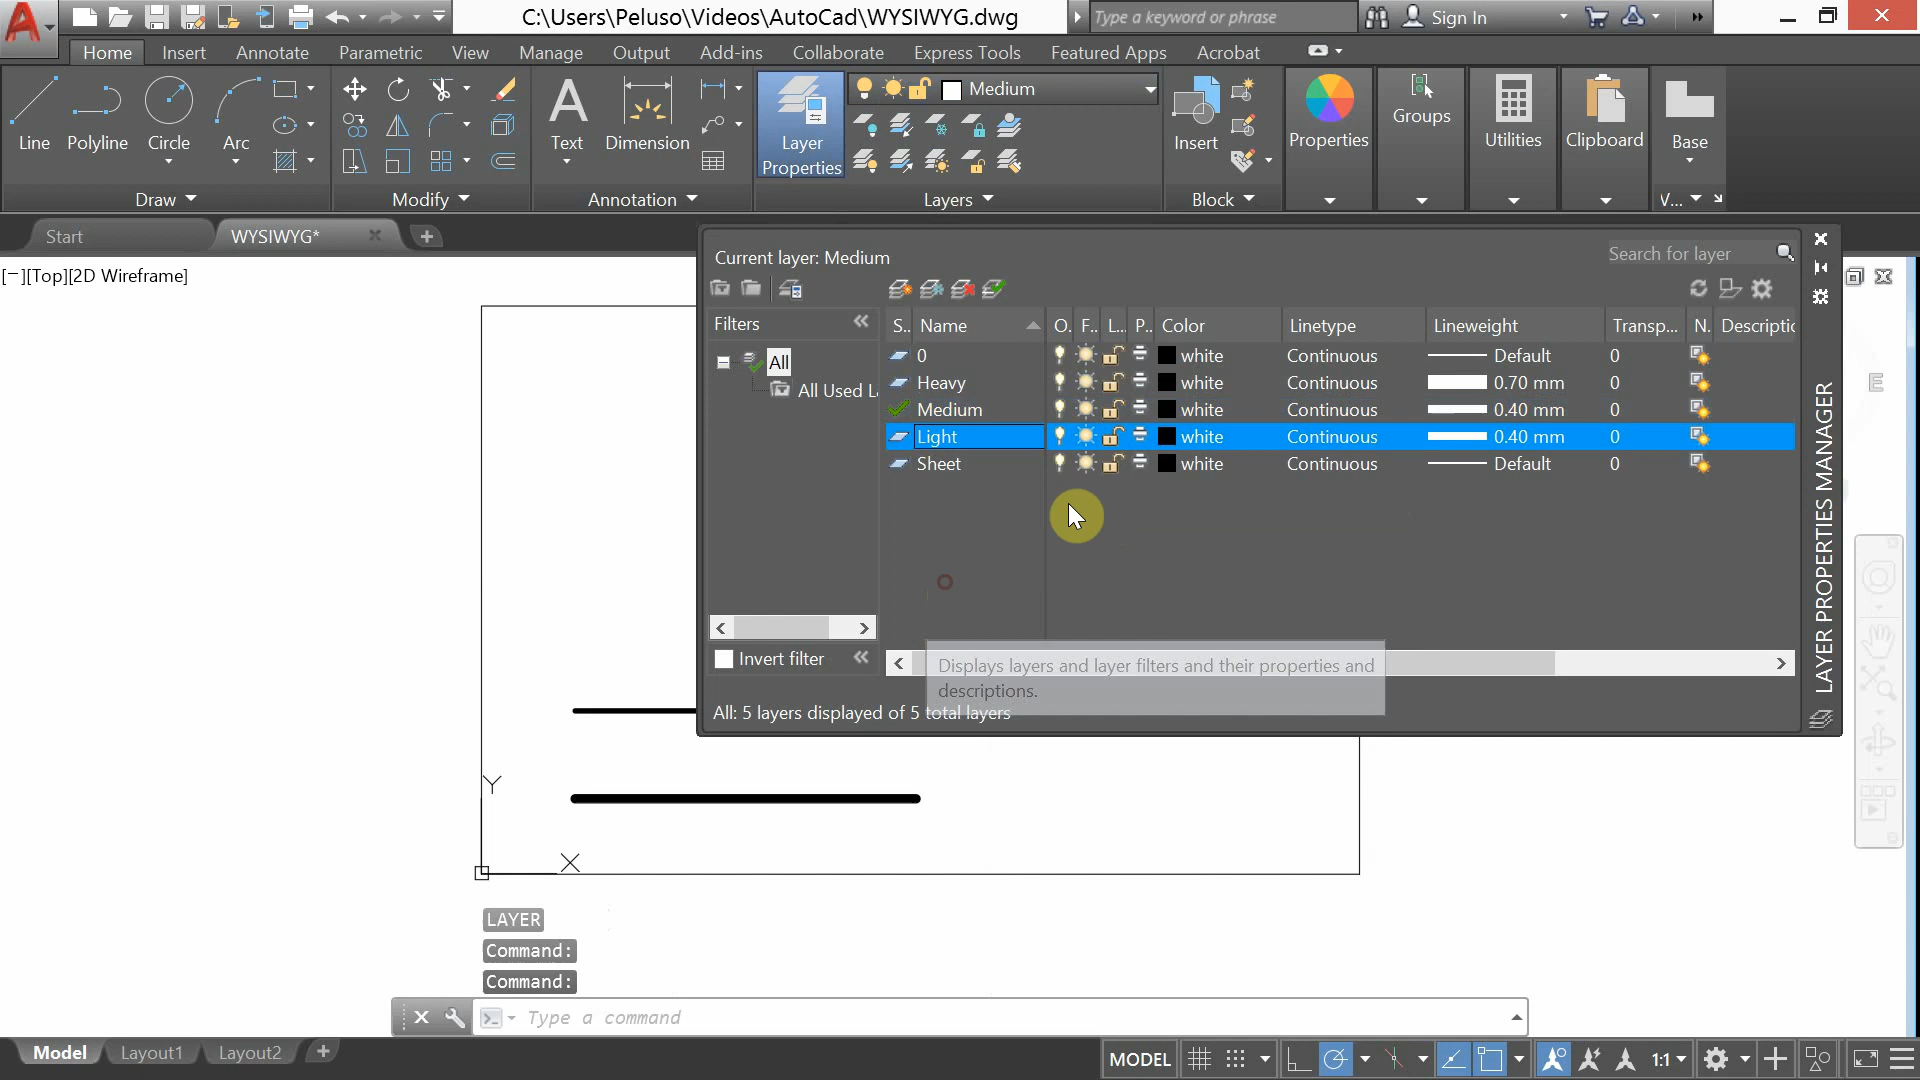 C:\Users\Peluso\Videos\AutoCad\WYSIWYG.dwg
Type a keyword or phrase
Sign In
Home Insert Annotate Parametric View Manage Output Add-ins Collaborate Express Tools Featured Apps Acrobat
Line Polyline Circle Arc
Text Dimension
Layer Properties
Medium
Insert
Properties
Groups
Utilities
Clipboard
Base
Draw Modify Annotation Layers Block V...
Start WYSIWYG*
[−][Top][2D Wireframe]
Current layer: Medium
Search for layer
Filters
All
All Used L
Invert filter
S.. Name O. F.. L... P.. Color Linetype Lineweight Transp... N. Descriptic
0 white Continuous Default 0
Heavy white Continuous 0.70 mm 0
Medium white Continuous 0.40 mm 0
Light white Continuous 0.40 mm 0
Sheet white Continuous Default 0
Displays layers and layer filters and their properties and
descriptions.
All: 5 layers displayed of 5 total layers
LAYER PROPERTIES MANAGER
E
Y
X
LAYER
Command:
Command:
Type a command
Model Layout1 Layout2
MODEL
1:1